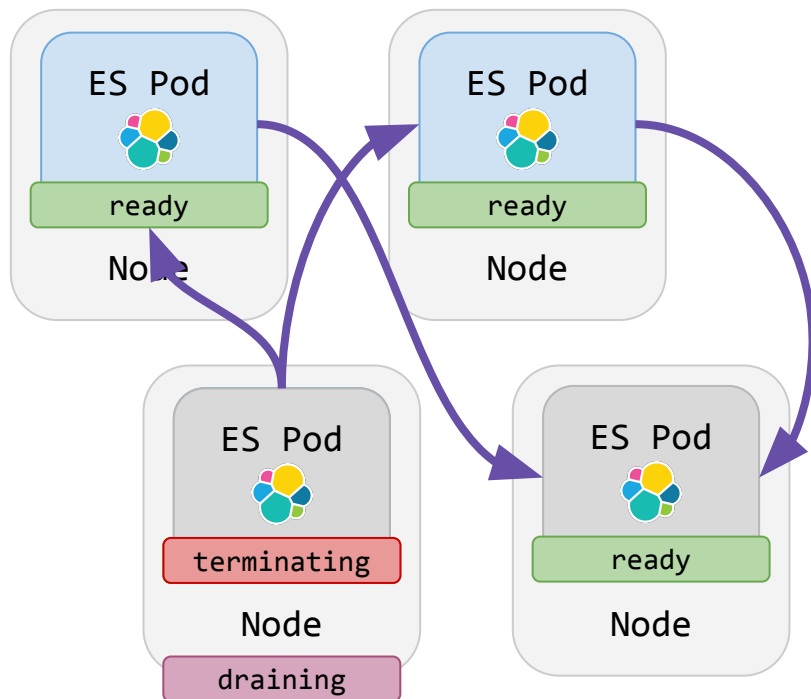 ES Pod
ready
Node
ES Pod
ready
Node
ES Pod
terminating
Node
draining
ES Pod
ready
Node